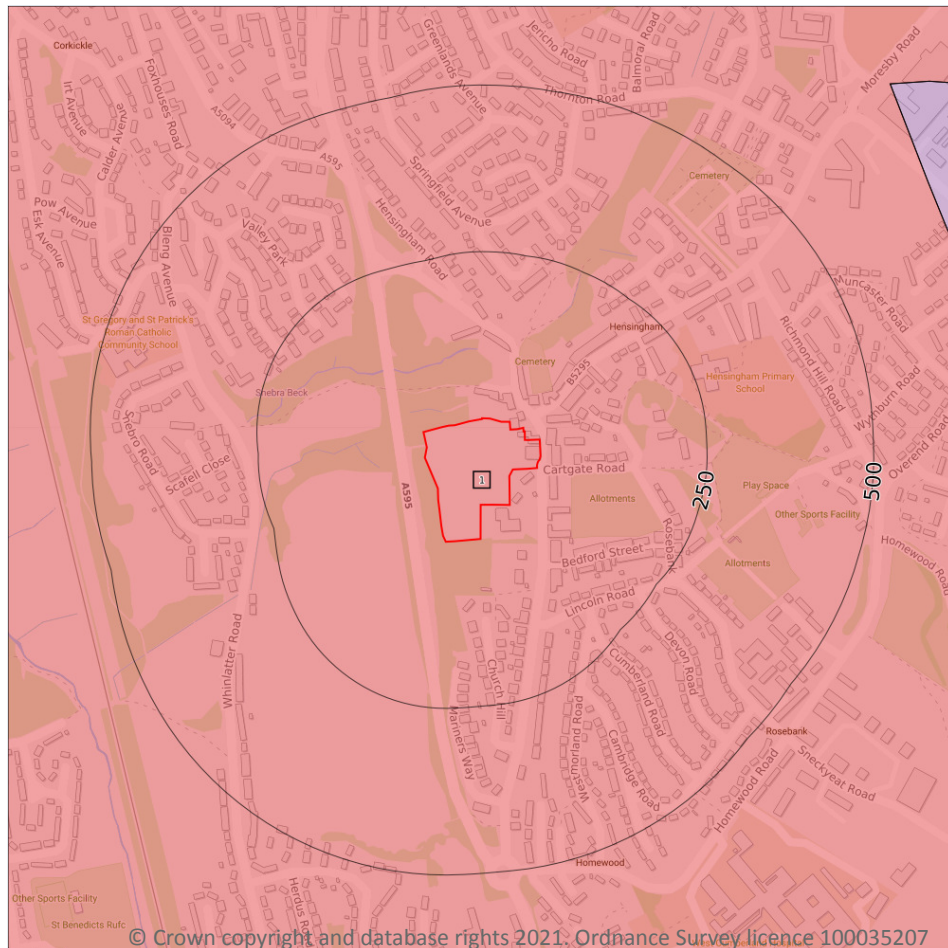 Corkickle
Irt Avenue
Calder Avenue
Foxhouses Road
A5094
A595
Greenlands Avenue
Jericho Road
Balmoral Road
Thornton Road
Moresby Road
Springfield Avenue
Hensingham Road
Cemetery
Pow Avenue
Esk Avenue
Bleng Avenue
Valley Park
St Gregory and St Patrick's
Roman Catholic
Community School
Hensingham
Muncaster Road
Richmond Hill Road
Snebra Beck
Cemetery
B5295
Hensingham Primary
School
Wythburn Road
Overend Road
Snebro Road
Scafell Close
A595
1
Cartgate Road
Allotments
250
Play Space
500
Other Sports Facility
Rosebank
Bedford Street
Allotments
Homewood Road
Lincoln Road
Whinlatter Road
Church Hill
Devon Road
Cumberland Road
Mariners Way
Westmorland Road
Cambridge Road
Rosebank
Sneckyeat Road
Homewood Road
Homewood
Other Sports Facility
St Benedicts Rufc
© Crown copyright and database rights 2021. Ordnance Survey licence 100035207